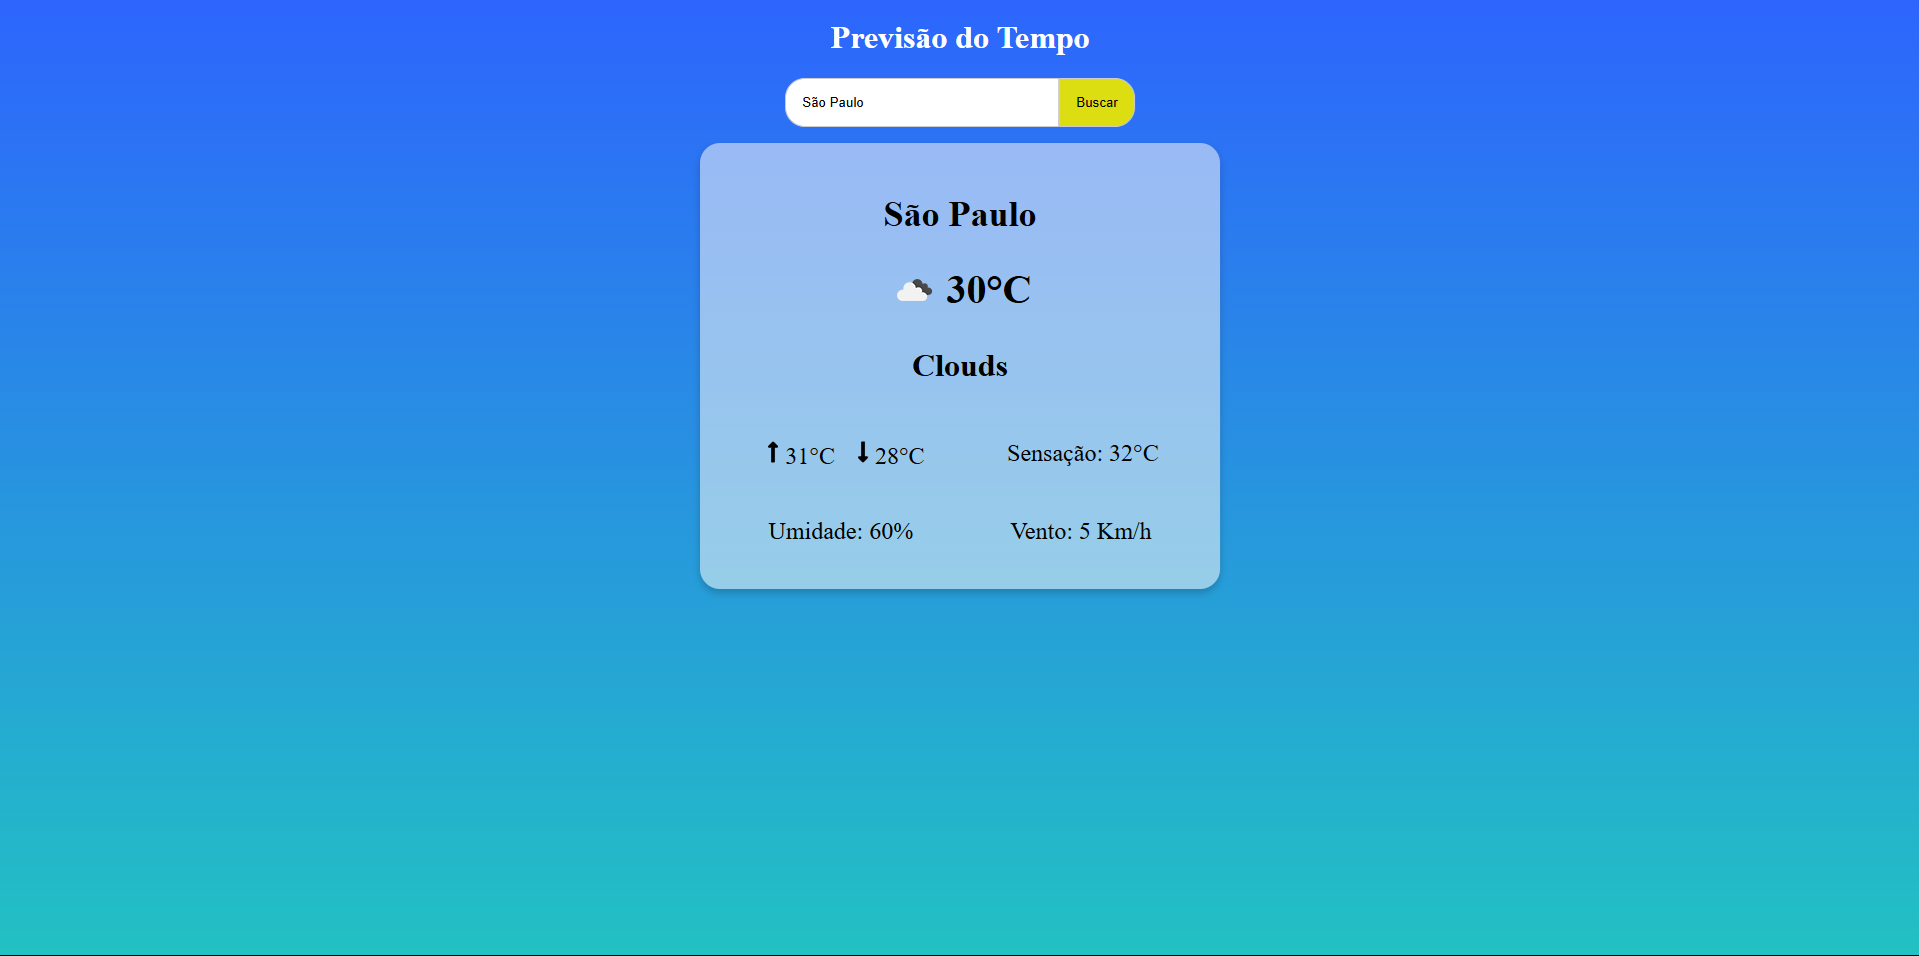 Previsão do Tempo
São Paulo
Buscar
São Paulo
30°C
Clouds
31°C 28°C
Sensação: 32°C
Umidade: 60%
Vento: 5 Km/h